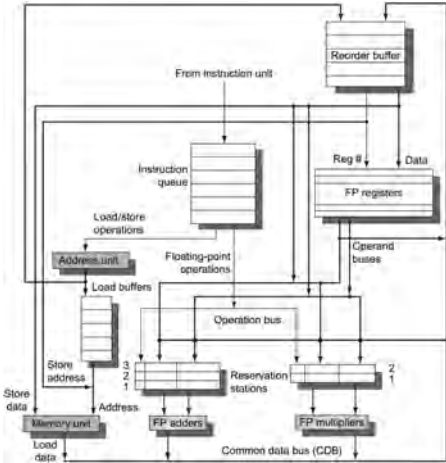 Reorder buffer
From instruction unit
Instruction
queue
Reg #
Data
FP registers
Load/store
operations
Address unit
Floating-point
operations
Operand
buses
Load buffers
Operation bus
Store
address
3
2
1
Reservation
stations
2
1
Store
data
Address
Memory unit
FP adders
FP multipliers
Load
data
Common data bus (CDB)